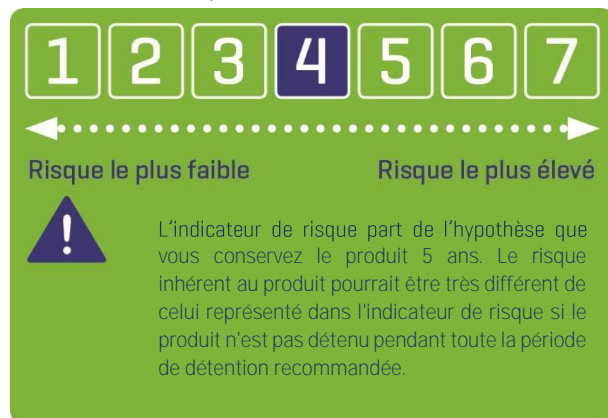 1 2 3 4 5 6 7
Risque le plus faible Risque le plus élevé
!
L'indicateur de risque part de l'hypothèse que
vous conservez le produit 5 ans. Le risque
inhérent au produit pourrait être très différent de
celui représenté dans l'indicateur de risque si le
produit n'est pas détenu pendant toute la période
de détention recommandée.